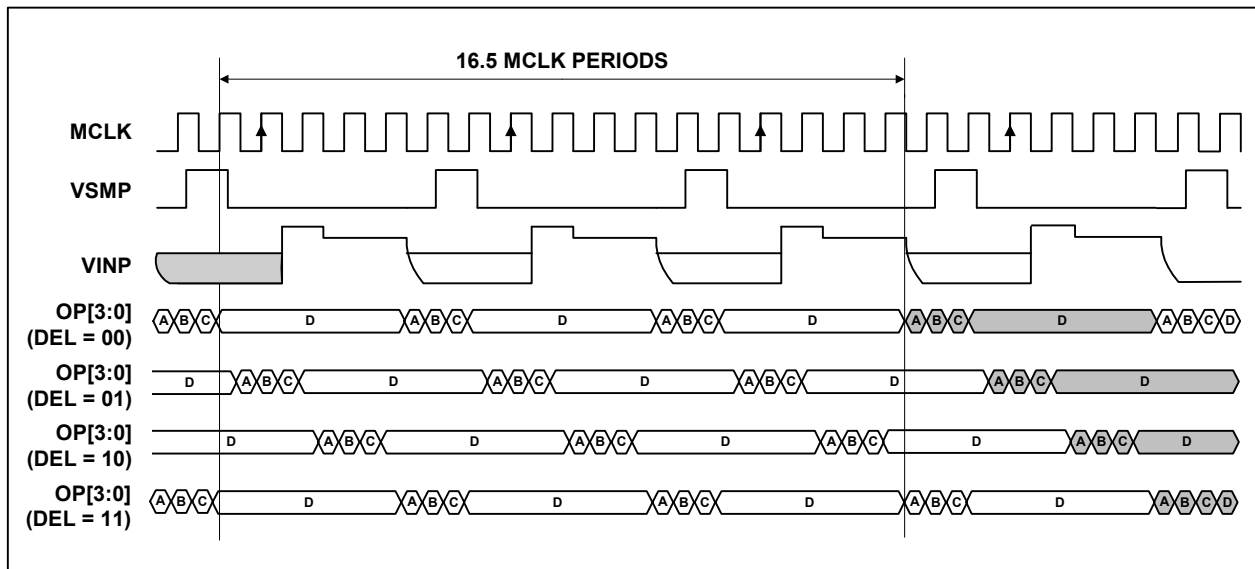 16.5 MCLK PERIODS
MCLK
VSMP
VINP
OP[3:0]
(DEL = 00)
A B C D A B C D A B C D A B C D A B C D
OP[3:0]
(DEL = 01)
D A B C D A B C D A B C D A B C D
OP[3:0]
(DEL = 10)
D A B C D A B C D A B C D A B C D
OP[3:0]
(DEL = 11)
A B C D A B C D A B C D A B C D A B C D